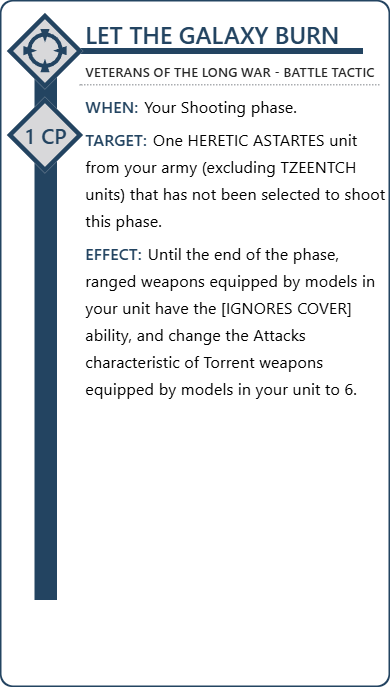 LET THE GALAXY BURN
VETERANS OF THE LONG WAR - BATTLE TACTIC
1 CP
WHEN: Your Shooting phase.
TARGET: One HERETIC ASTARTES unit
from your army (excluding TZEENTCH
units) that has not been selected to shoot
this phase.
EFFECT: Until the end of the phase,
ranged weapons equipped by models in
your unit have the [IGNORES COVER]
ability, and change the Attacks
characteristic of Torrent weapons
equipped by models in your unit to 6.